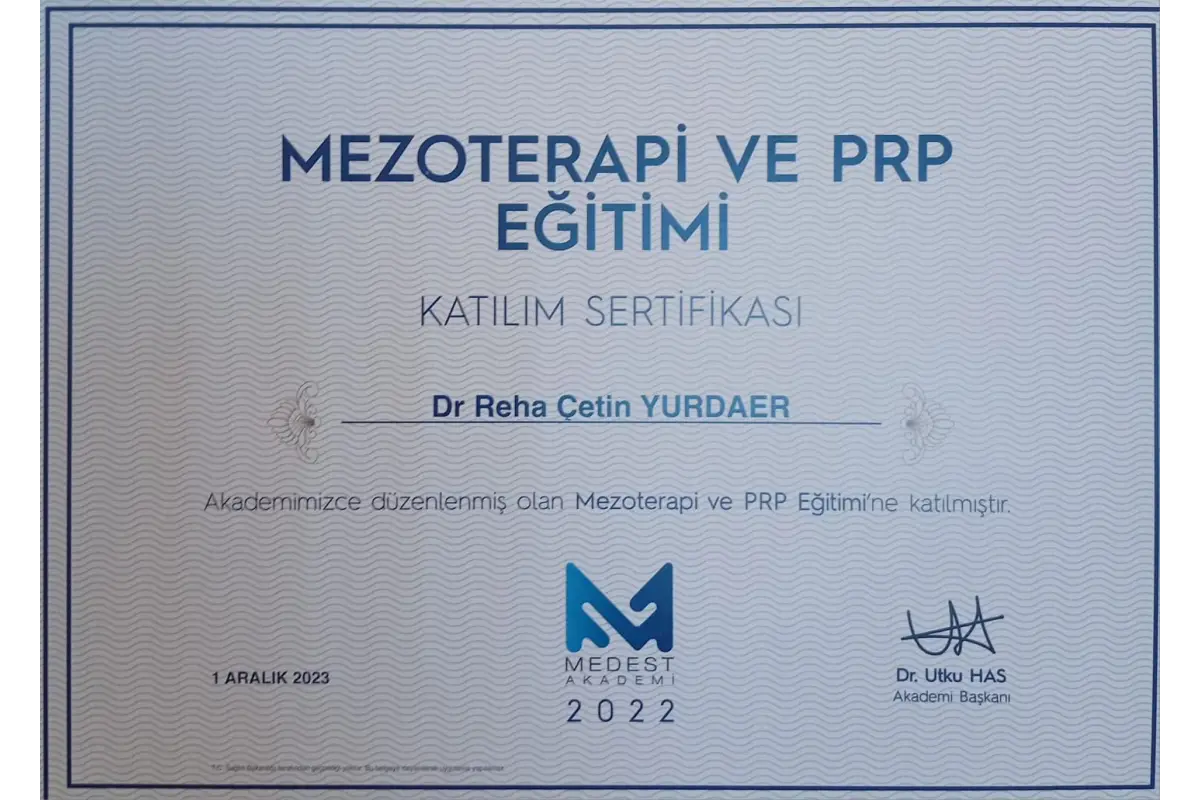 MEZOTERAPİ VE PRP
EĞİTİMİ
KATILIM SERTİFİKASI
Dr Reha Çetin YURDAER
Akademimizce düzenlenmiş olan Mezoterapi ve PRP Eğitimi'ne katılmıştır.
MEDEST
AKADEMİ
2022
1 ARALIK 2023
Dr. Utku HAS
Akademi Başkanı